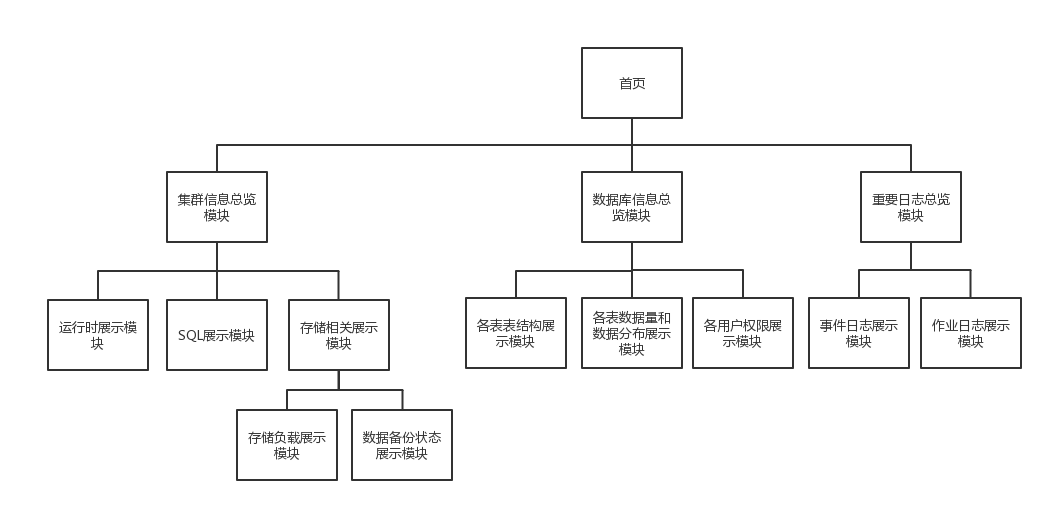 首页
集群信息总览
模块
数据库信息总
览模块
重要日志总览
模块
运行时展示模
块
SQL展示模块
存储相关展示
模块
各表表结构展
示模块
各表数据量和
数据分布展示
模块
各用户权限展
示模块
事件日志展示
模块
作业日志展示
模块
存储负载展示
模块
数据备份状态
展示模块